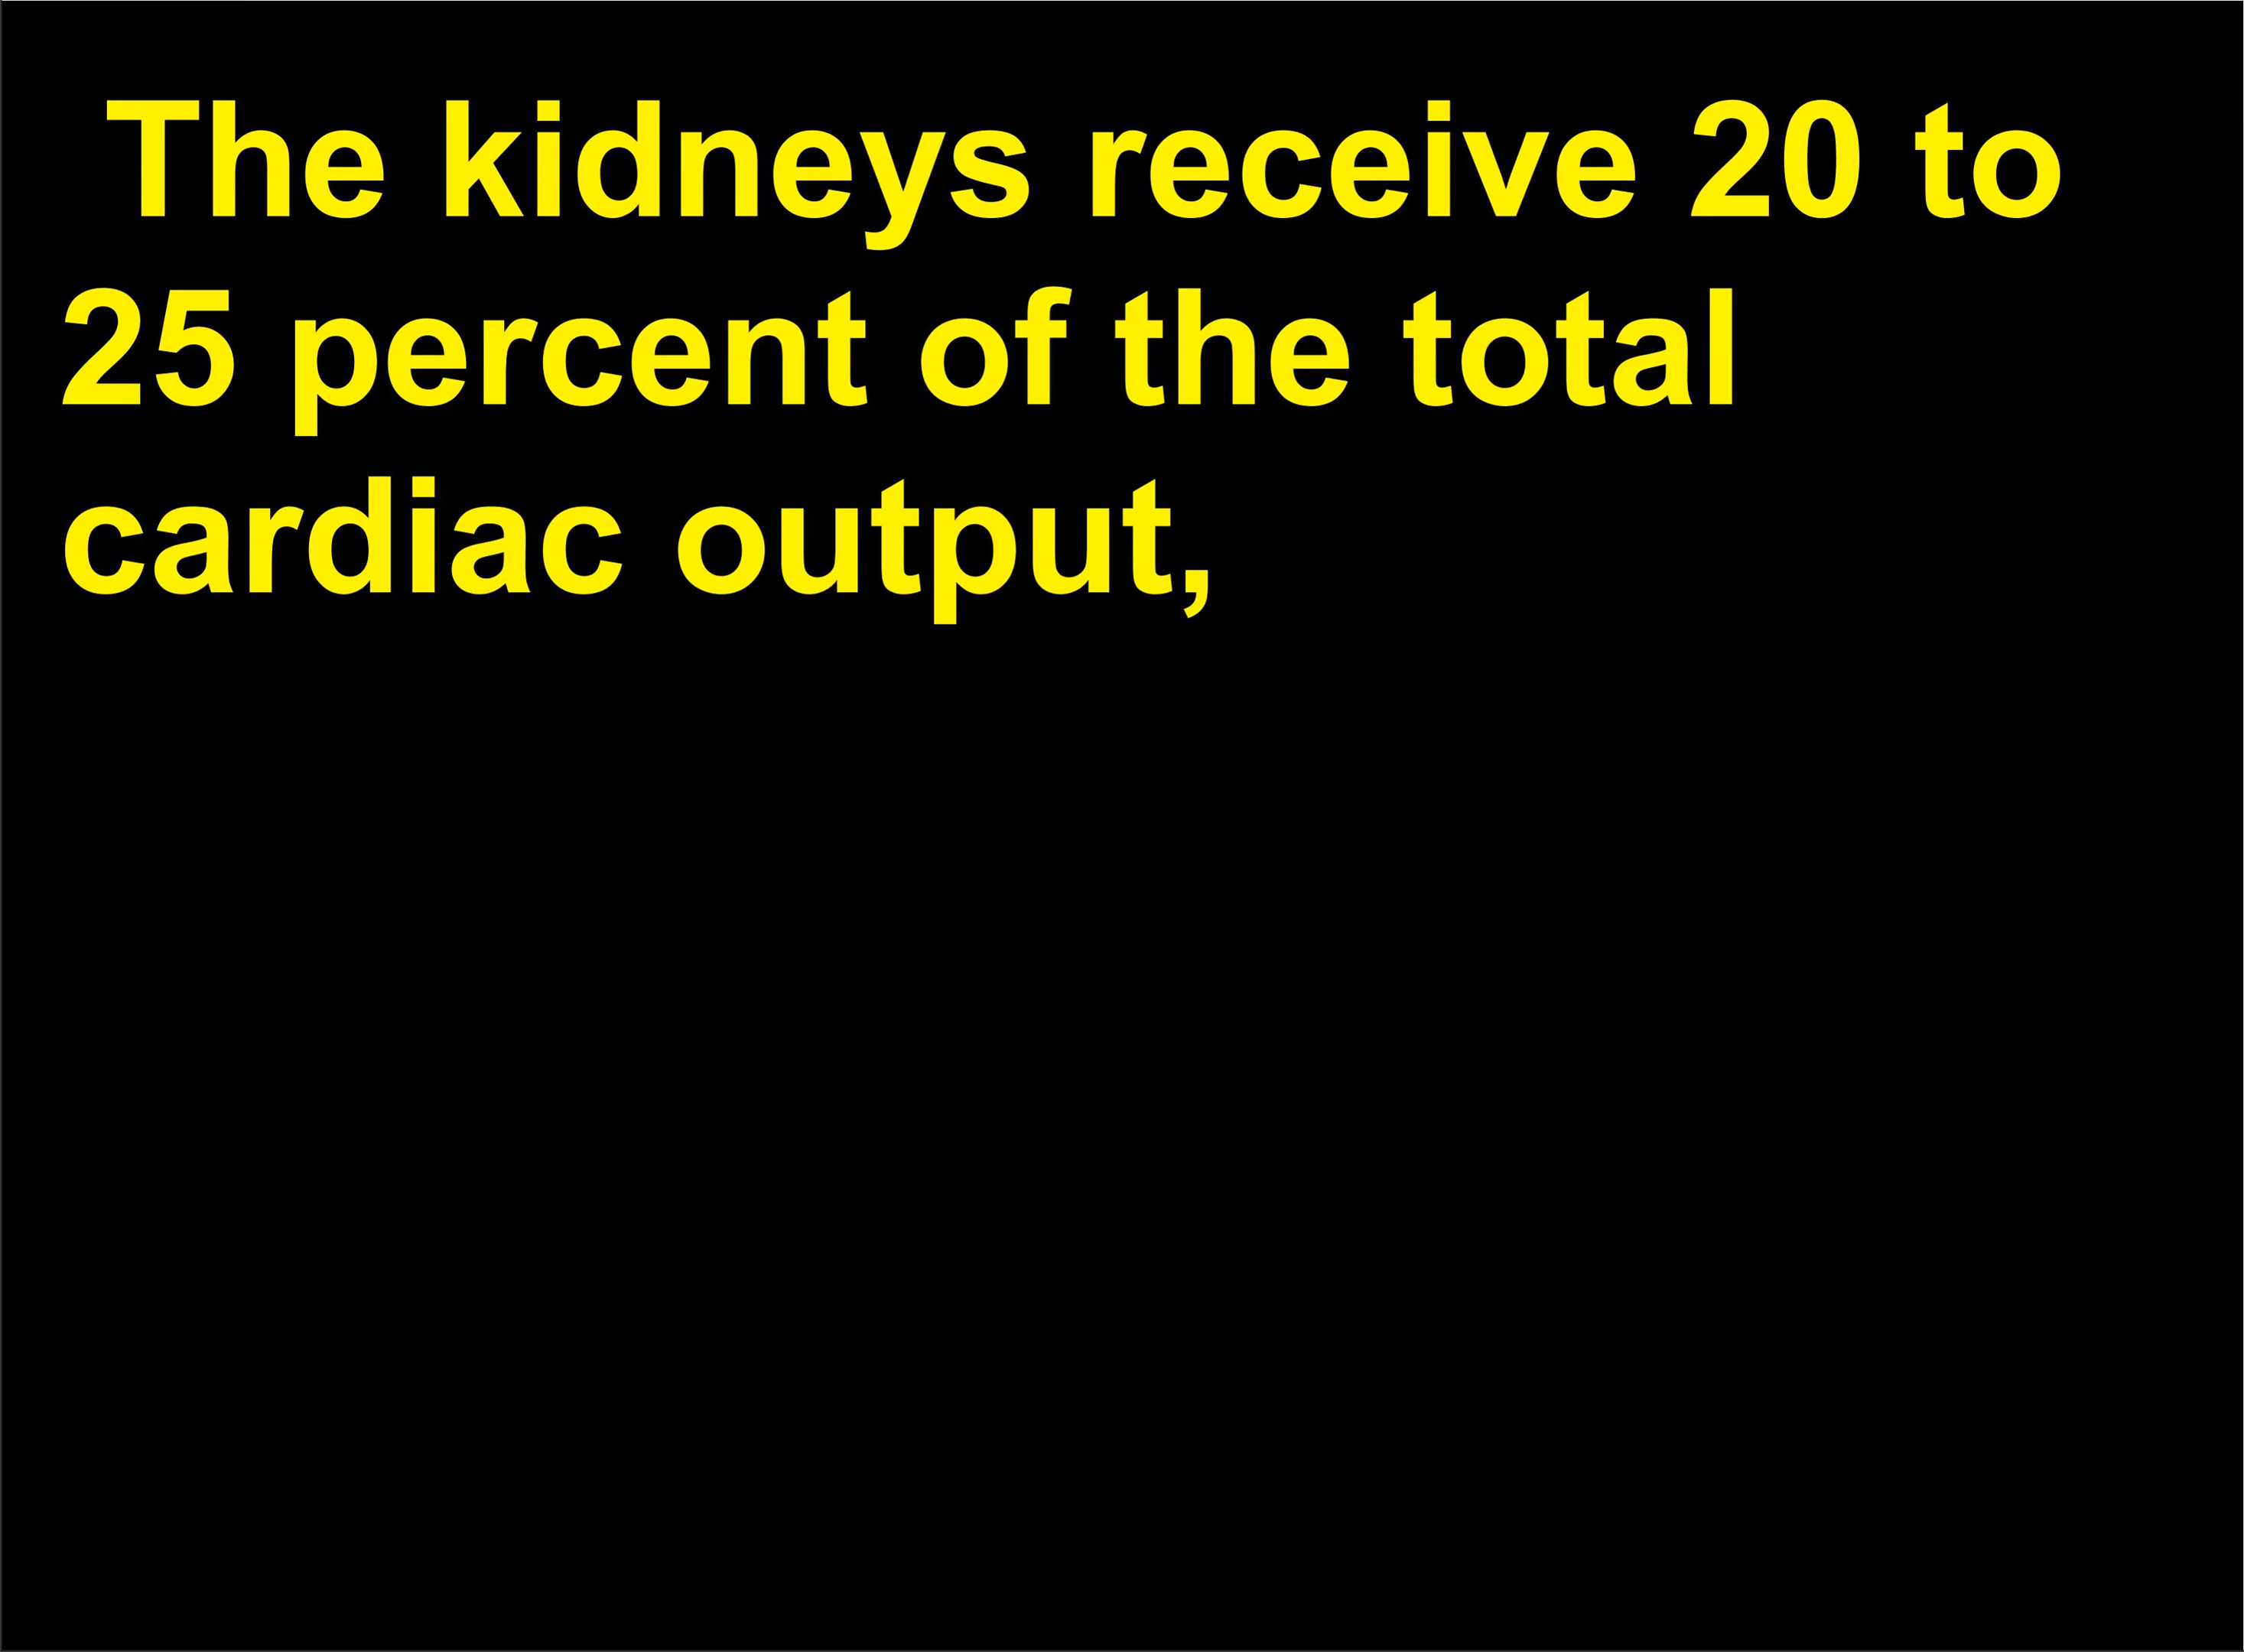 The kidneys receive 20 to
25 percent of the total
cardiac output,